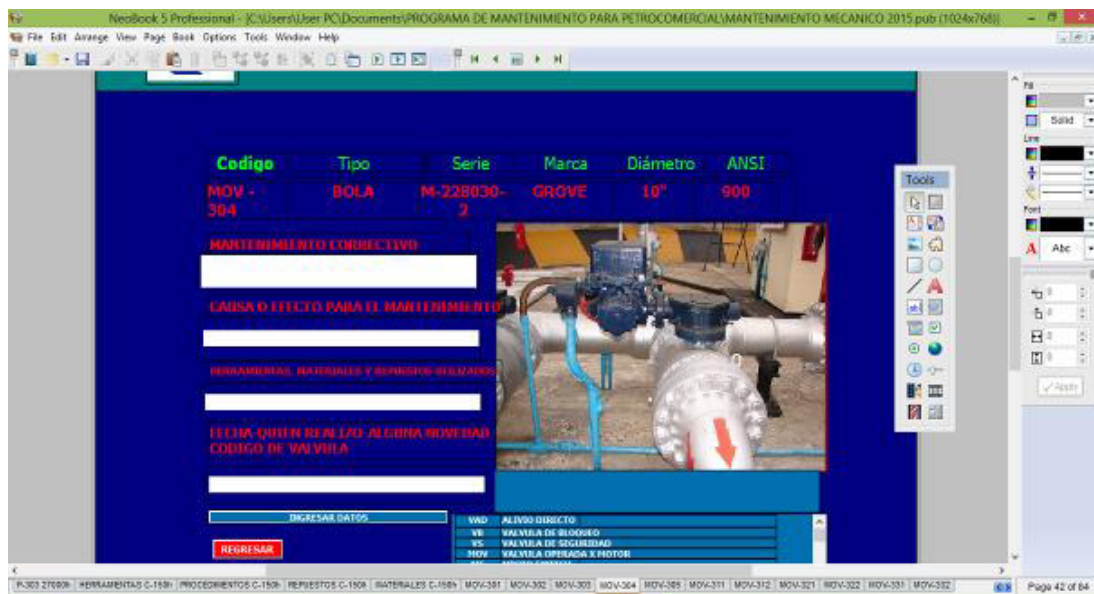 NeoBook 5 Professional - [C:\Users\User PC\Documents\PROGRAMA DE MANTENIMIENTO PARA PETROCOMERCIAL\MANTENIMIENTO MECANICO 2015.pub (1024x768)]
File Edit Arrange View Page Book Options Tools Window Help
Fill
Solid
Line
Font
Abc
Apply
Tools
Codigo Tipo Serie Marca Diámetro ANSI
MOV - BOLA M-228030- GROVE 10" 900
304 2
MANTENIMIENTO CORRECTIVO
CAUSA O EFECTO PARA EL MANTENIMIENTO
HERRAMIENTAS, MATERIALES Y REPUESTOS UTILIZADOS
FECHA-QUIEN REALIZO-ALGUNA NOVEDAD
CODIGO DE VALVULA
INGRESAR DATOS
REGRESAR
VAD ALIVIO DIRECTO
VB VALVULA DE BLOQUEO
VS VALVULA DE SEGURIDAD
MOV VALVULA OPERADA X MOTOR
P-303 27000h HERRAMIENTAS C-150h PROCEDIMIENTOS C-150h REPUESTOS C-150h MATERIALES C-150h MOV-301 MOV-302 MOV-303 MOV-304 MOV-305 MOV-311 MOV-312 MOV-321 MOV-322 MOV-331 MOV-332
Page 42 of 84